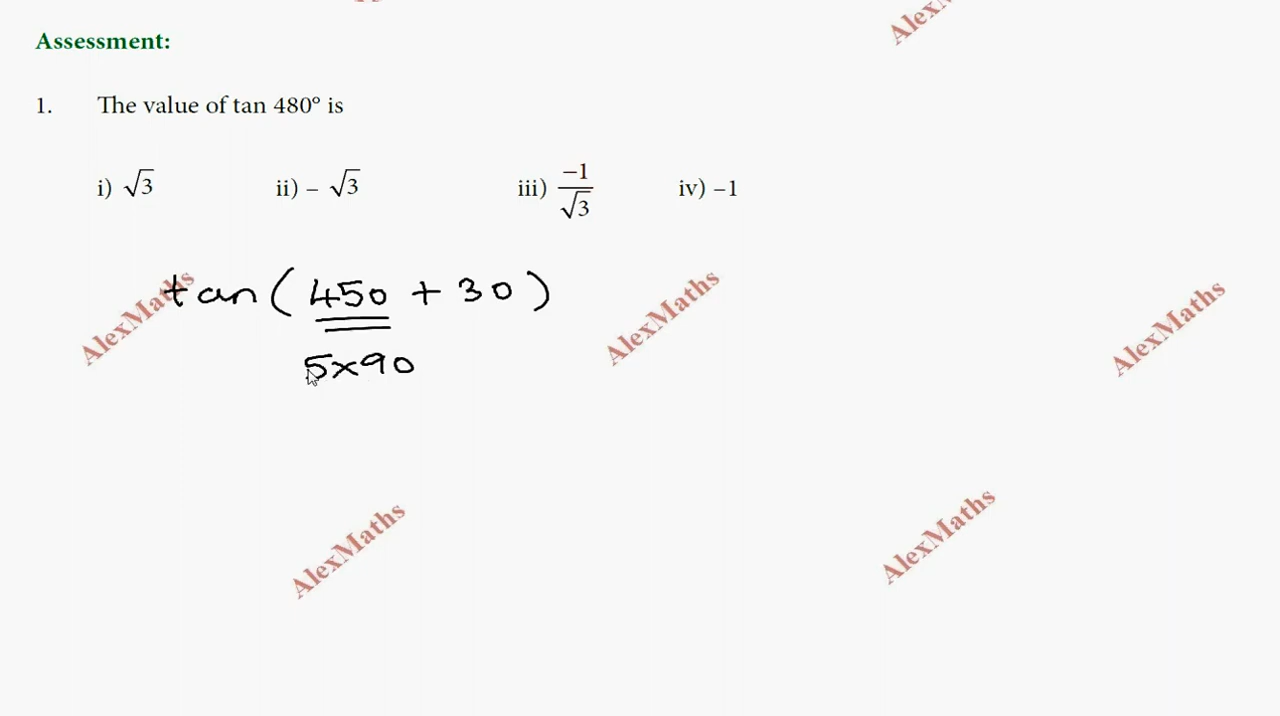 AlexMaths
Assessment:
1. The value of tan 480° is
i) √3 ii) – √3 iii) –1/√3 iv) –1
tan ( 450 + 30 )
5×90
AlexMaths
AlexMaths
AlexMaths
AlexMaths
AlexMaths